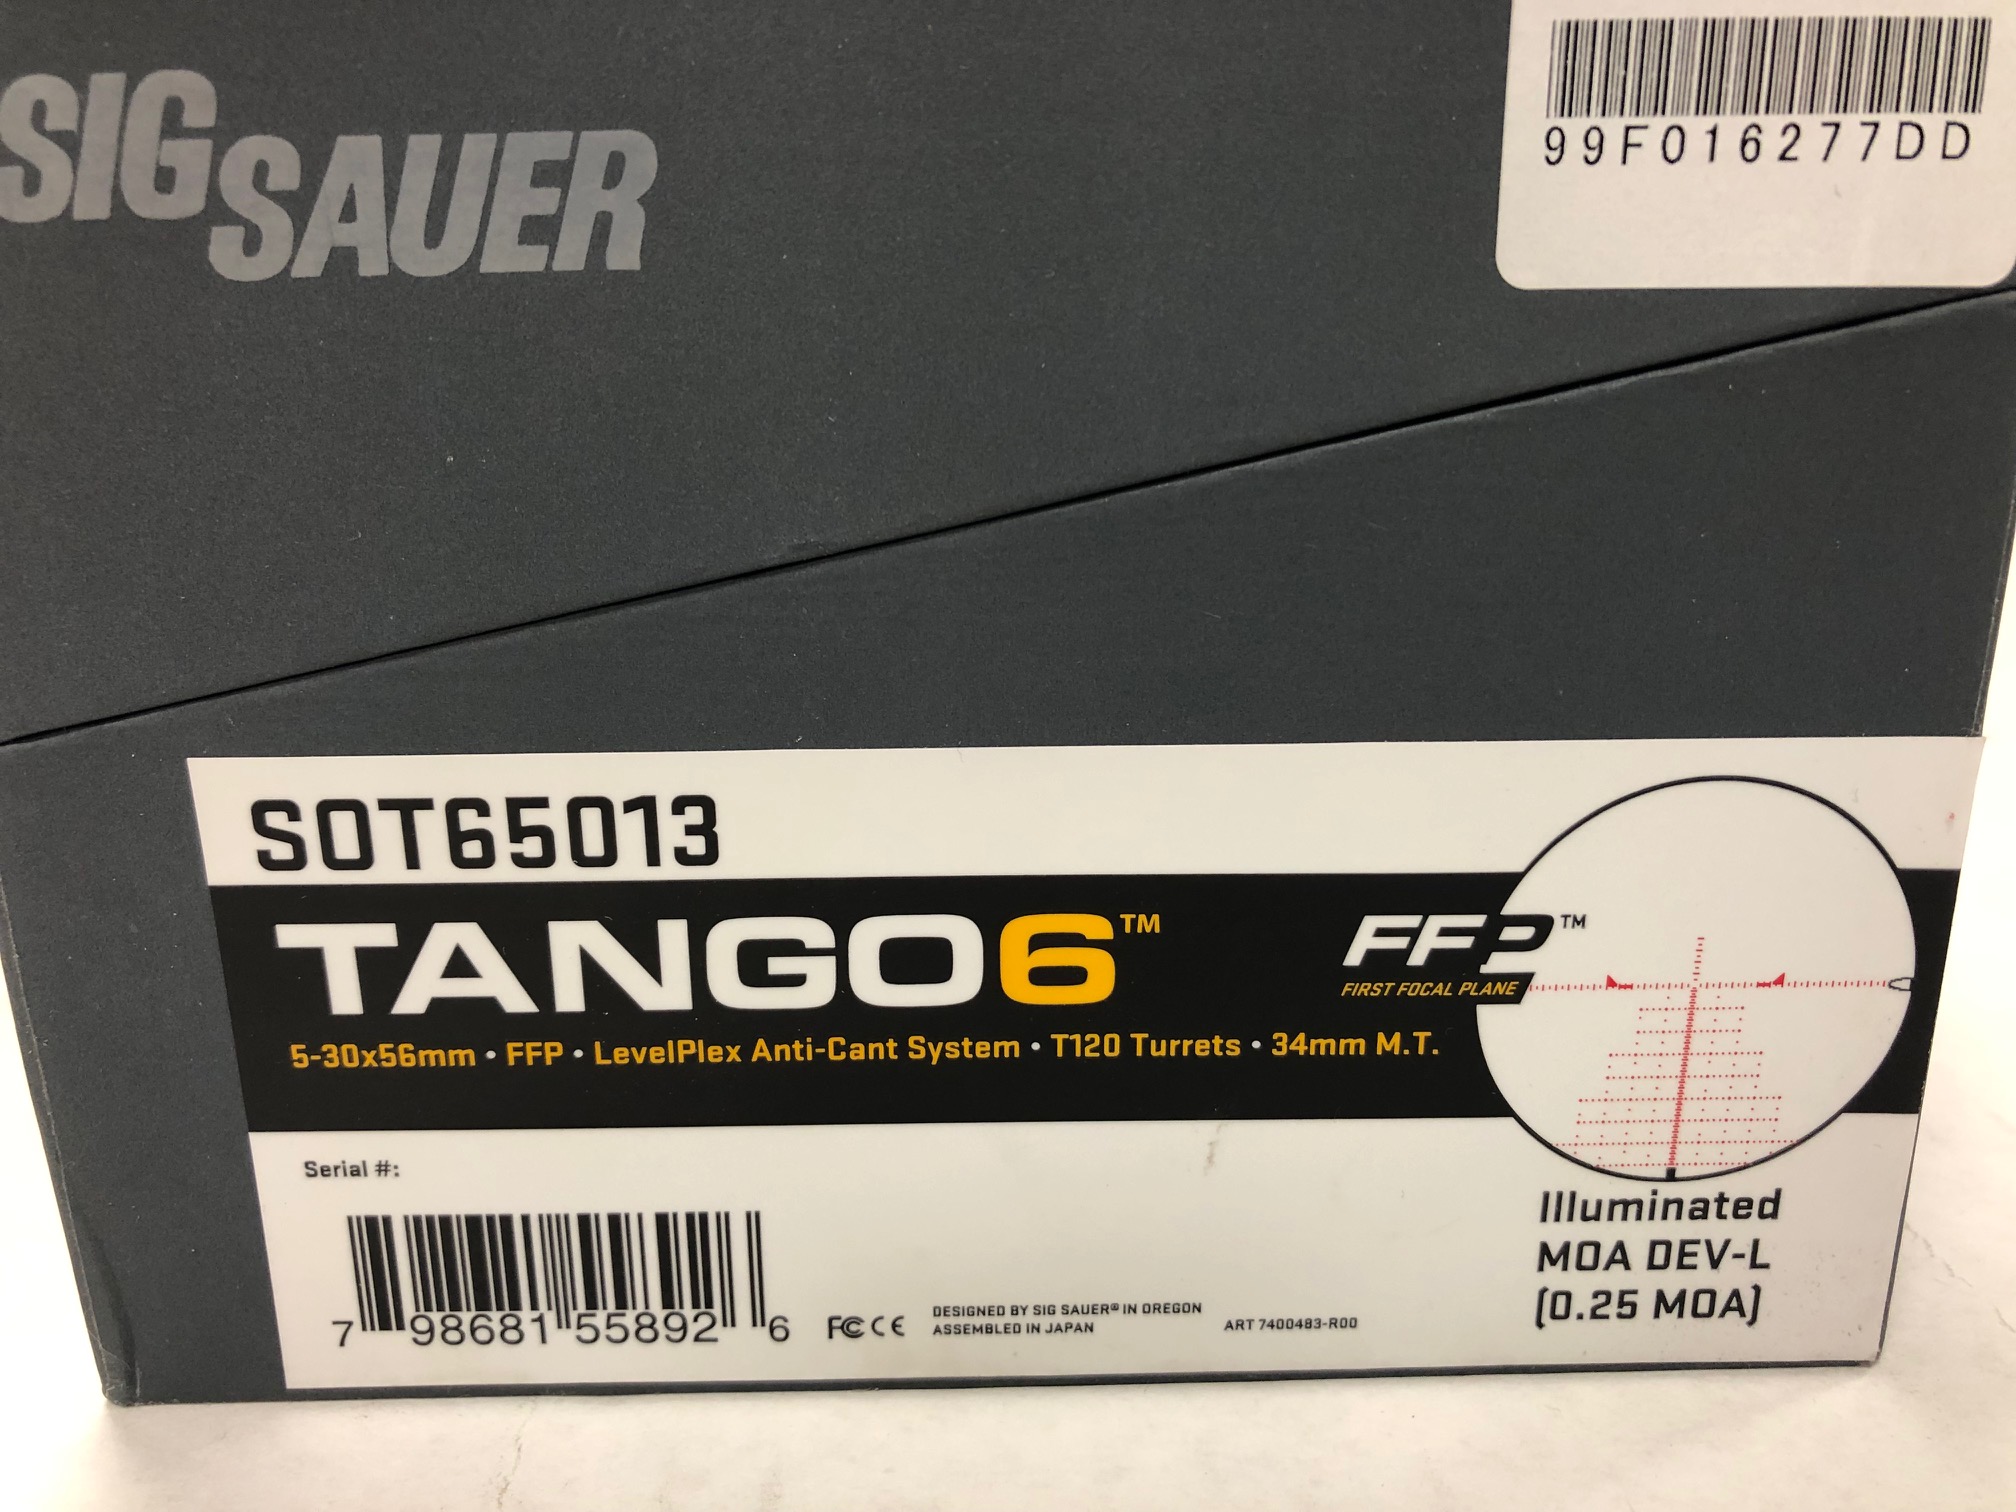 SIG SAUER
99F016277DD
SOT65013
TANGO6™
FFP™
FIRST FOCAL PLANE
5-30x56mm • FFP • LevelPlex Anti-Cant System • T120 Turrets • 34mm M.T.
Serial #:
Illuminated
MOA DEV-L
(0.25 MOA)
7 98681 55892 6
FC CE
DESIGNED BY SIG SAUER® IN OREGON
ASSEMBLED IN JAPAN
ART 7400483-R00